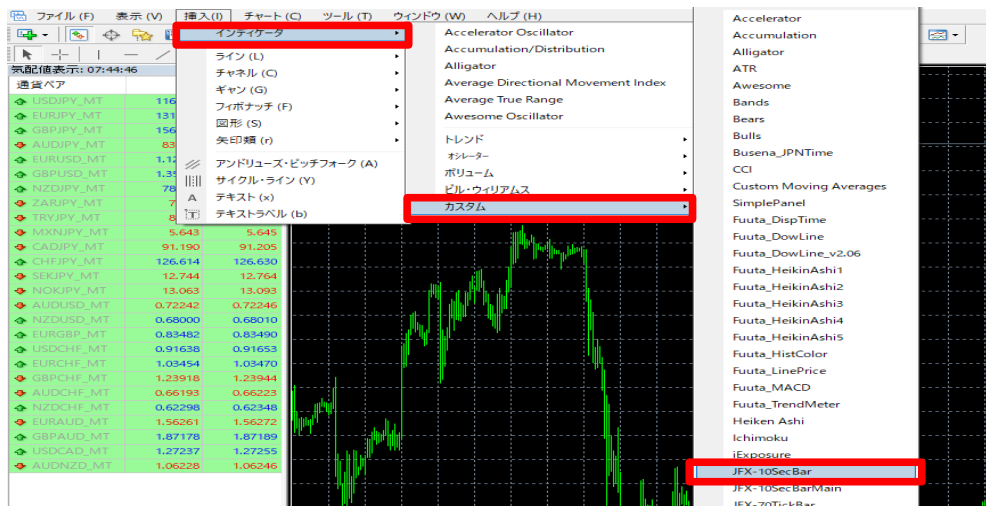 ファイル (F) 表示 (V) 挿入(I) チャート (C) ツール (T) ウィンドウ (W) ヘルプ (H)
気配値表示: 07:44:46
通貨ペア
USDJPY_MT 116
EURJPY_MT 131
GBPJPY_MT 156
AUDJPY_MT 83
EURUSD_MT 1.12
GBPUSD_MT 1.35
NZDJPY_MT 78
ZARJPY_MT 7
TRYJPY_MT 8
MXNJPY_MT 5.643 5.645
CADJPY_MT 91.190 91.205
CHFJPY_MT 126.614 126.630
SEKJPY_MT 12.744 12.764
NOKJPY_MT 13.063 13.093
AUDUSD_MT 0.72242 0.72246
NZDUSD_MT 0.68000 0.68010
EURGBP_MT 0.83482 0.83490
USDCHF_MT 0.91638 0.91653
EURCHF_MT 1.03454 1.03470
GBPCHF_MT 1.23918 1.23944
AUDCHF_MT 0.66193 0.66223
NZDCHF_MT 0.62298 0.62348
EURAUD_MT 1.56261 1.56272
GBPAUD_MT 1.87178 1.87189
USDCAD_MT 1.27237 1.27255
AUDNZD_MT 1.06228 1.06246
インディケータ
ライン (L)
チャネル (C)
ギャン (G)
フィボナッチ (F)
図形 (S)
矢印類 (r)
アンドリューズ・ピッチフォーク (A)
サイクル・ライン (Y)
A テキスト (x)
T テキストラベル (b)
Accelerator Oscillator
Accumulation/Distribution
Alligator
Average Directional Movement Index
Average True Range
Awesome Oscillator
トレンド
オシレーター
ボリューム
ビル・ウィリアムス
カスタム
Accelerator
Accumulation
Alligator
ATR
Awesome
Bands
Bears
Bulls
Busena_JPNTime
CCI
Custom Moving Averages
SimplePanel
Fuuta_DispTime
Fuuta_DowLine
Fuuta_DowLine_v2.06
Fuuta_HeikinAshi1
Fuuta_HeikinAshi2
Fuuta_HeikinAshi3
Fuuta_HeikinAshi4
Fuuta_HeikinAshi5
Fuuta_HistColor
Fuuta_LinePrice
Fuuta_MACD
Fuuta_TrendMeter
Heiken Ashi
Ichimoku
iExposure
JFX-10SecBar
JFX-10SecBarMain
JFX-70TickBar